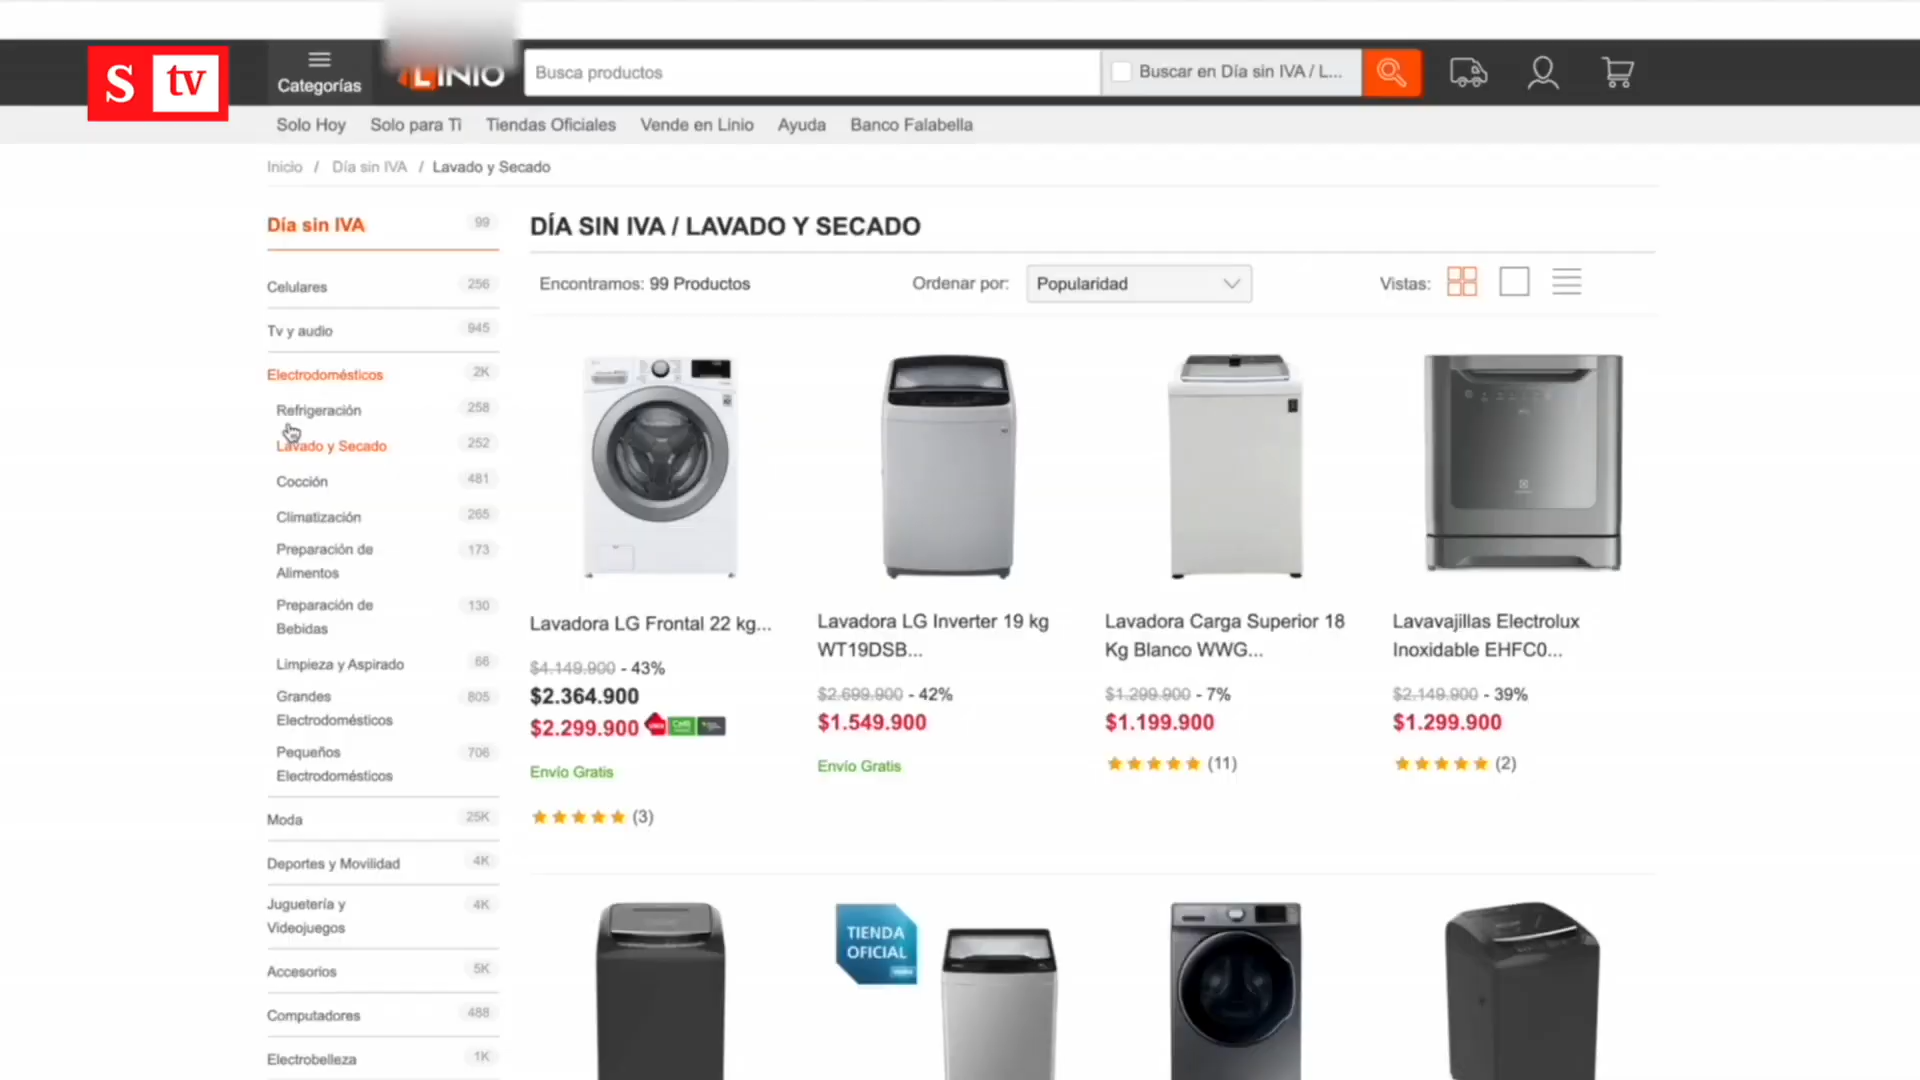 S tv
Categorías
LINIO
Busca productos
Buscar en Día sin IVA / L...
Solo Hoy
Solo para Ti
Tiendas Oficiales
Vende en Linio
Ayuda
Banco Falabella
Inicio / Día sin IVA / Lavado y Secado
Día sin IVA 99
Celulares 256
Tv y audio 945
Electrodomésticos 2K
Refrigeración 258
Lavado y Secado 252
Cocción 481
Climatización 265
Preparación de 173
Alimentos
Preparación de 130
Bebidas
Limpieza y Aspirado 66
Grandes 805
Electrodomésticos
Pequeños 706
Electrodomésticos
Moda 25K
Deportes y Movilidad 4K
Juguetería y 4K
Videojuegos
Accesorios 5K
Computadores 488
Electrobelleza 1K
DÍA SIN IVA / LAVADO Y SECADO
Encontramos: 99 Productos
Ordenar por:
Popularidad
Vistas:
Lavadora LG Frontal 22 kg...
$4.149.900 - 43%
$2.364.900
$2.299.900
Envío Gratis
(3)
Lavadora LG Inverter 19 kg
WT19DSB...
$2.699.900 - 42%
$1.549.900
Envío Gratis
Lavadora Carga Superior 18
Kg Blanco WWG...
$1.299.900 - 7%
$1.199.900
(11)
Lavavajillas Electrolux
Inoxidable EHFC0...
$2.149.900 - 39%
$1.299.900
(2)
TIENDA
OFICIAL